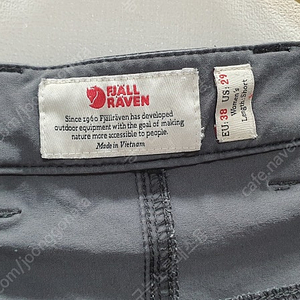 FJÄLL
RÄVEN
Since 1960 Fjällräven has developed
outdoor equipment with the goal of making
nature more accessible to people.
Made in Vietnam
EU: 38 US: 29
Women's
Length: Short